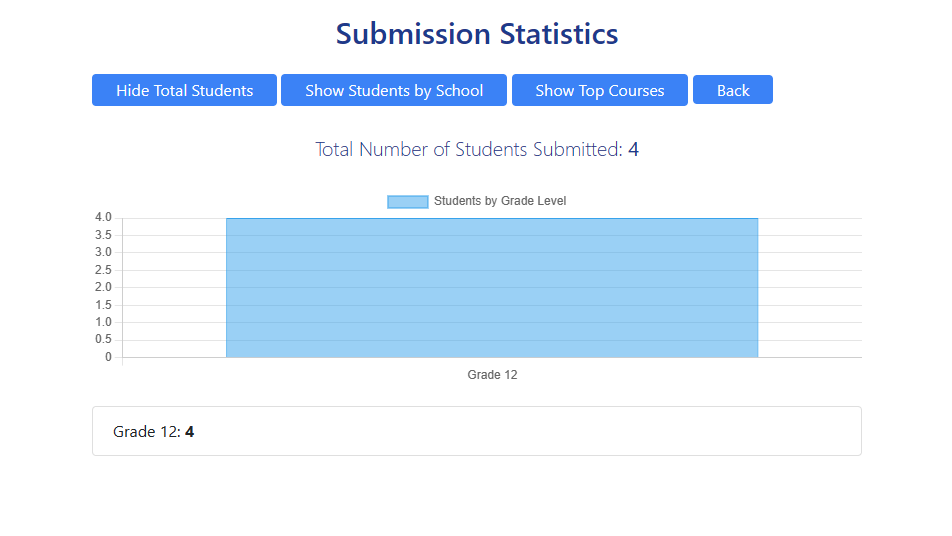 Submission Statistics
Hide Total Students Show Students by School Show Top Courses Back
Total Number of Students Submitted: 4
Students by Grade Level
4.0
3.5
3.0
2.5
2.0
1.5
1.0
0.5
0
Grade 12
Grade 12: 4